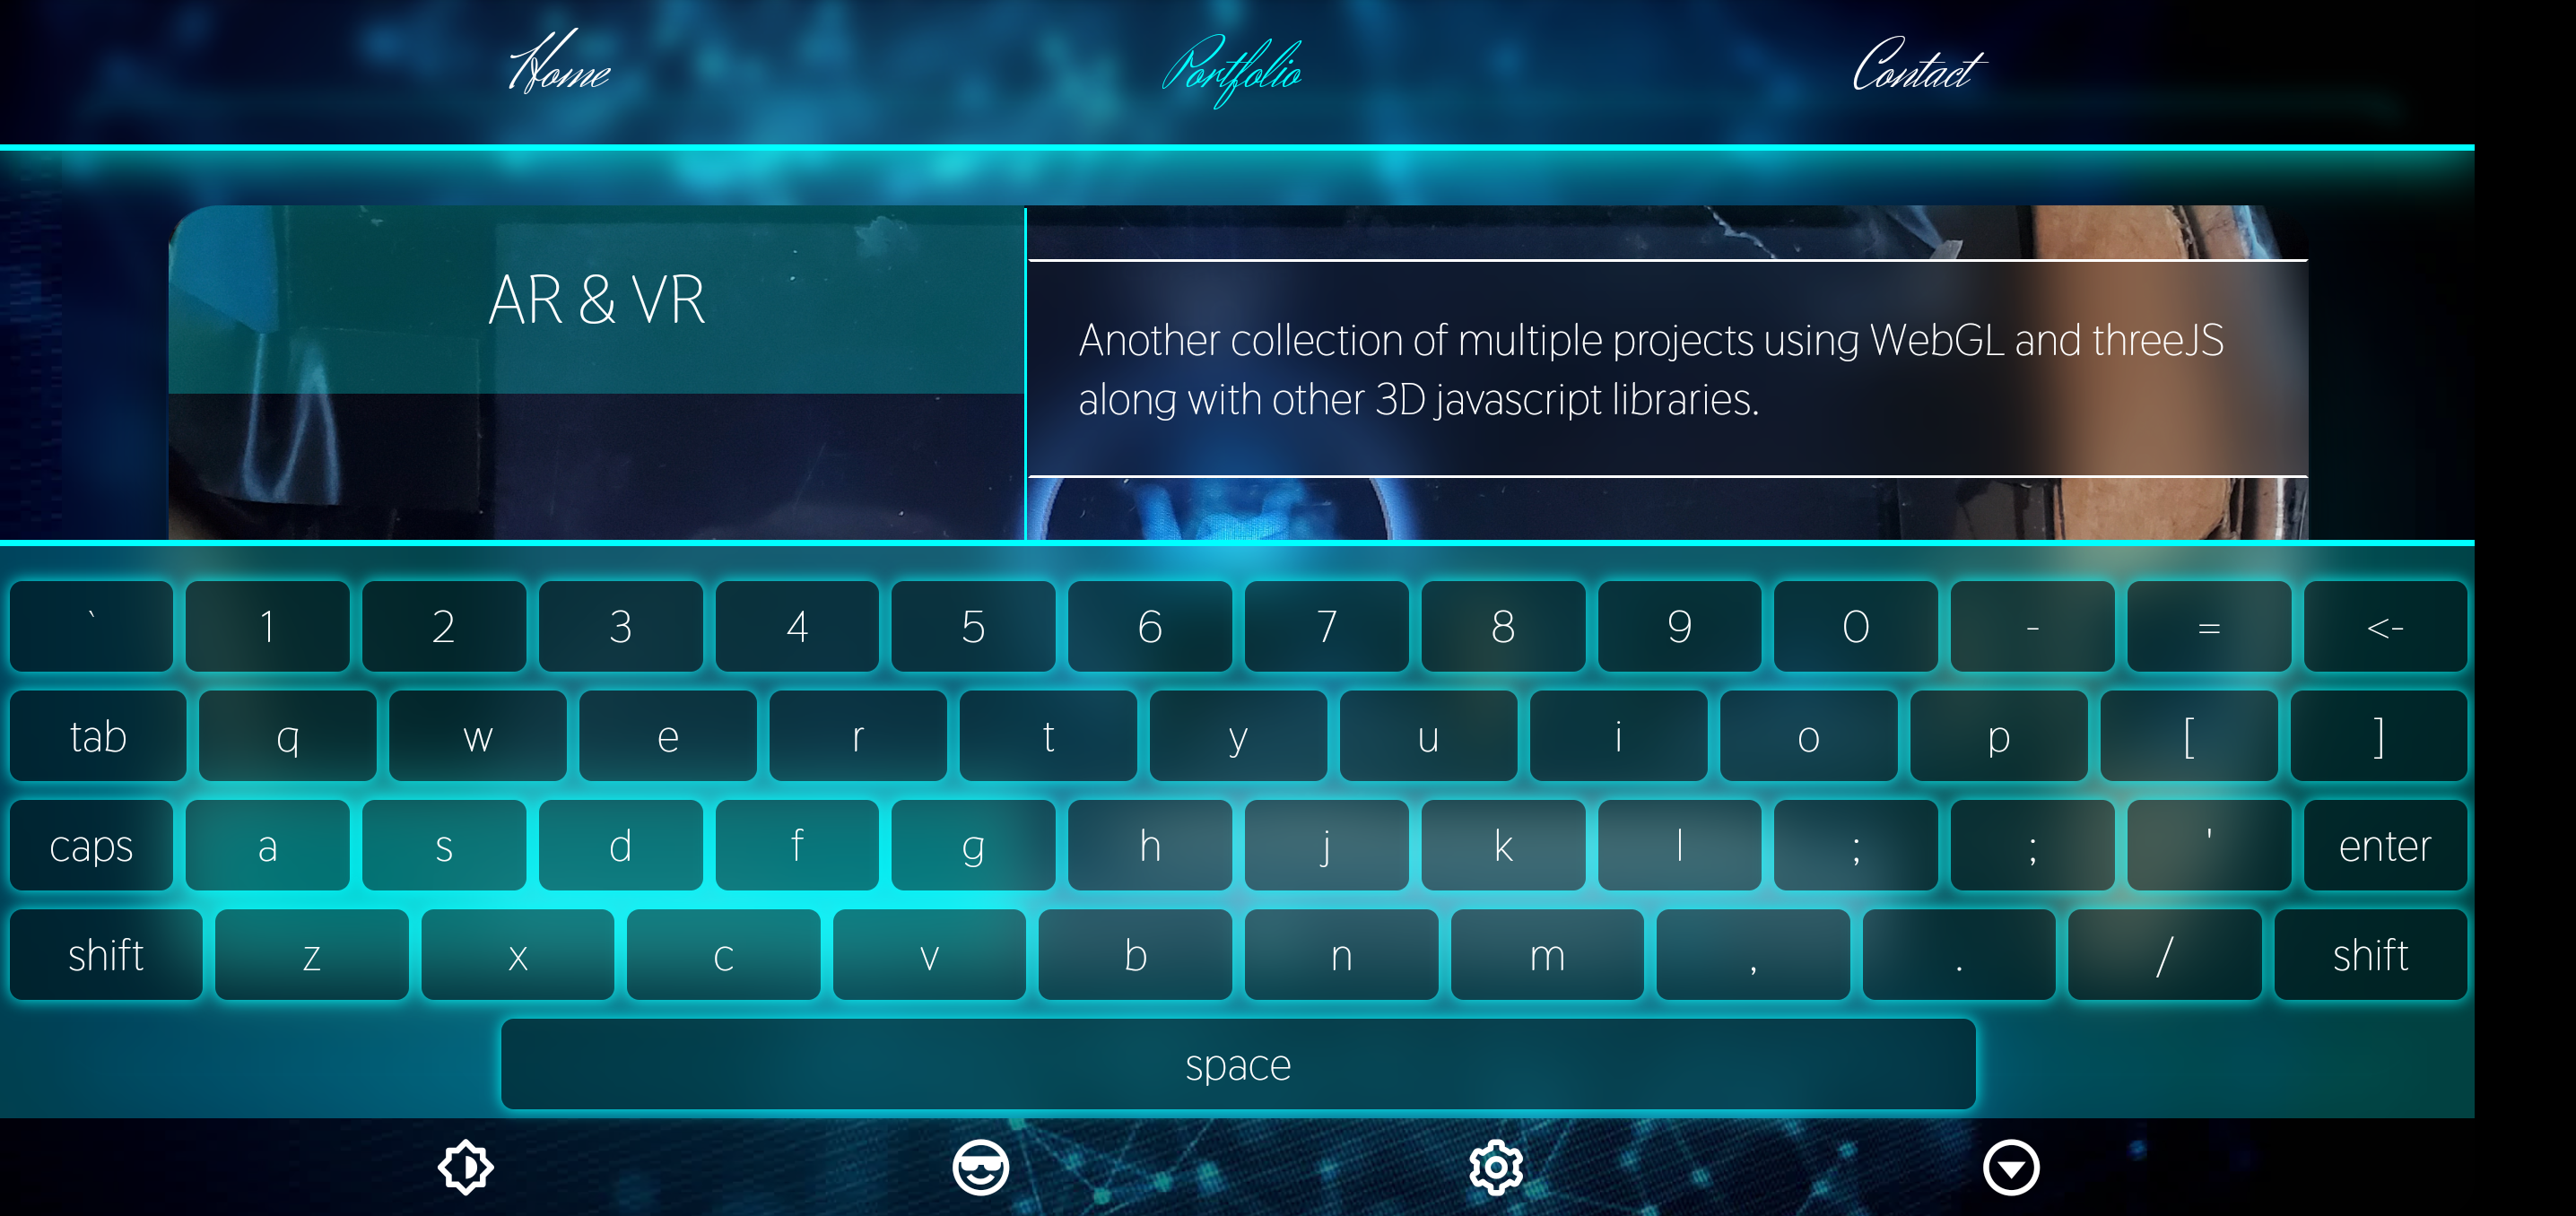 Home Portfolio Contact
AR & VR
Another collection of multiple projects using WebGL and threeJS
along with other 3D javascript libraries.
` 1 2 3 4 5 6 7 8 9 0 - = <-
tab q w e r t y u i o p [ ]
caps a s d f g h j k l ; ; ' enter
shift z x c v b n m , . / shift
space